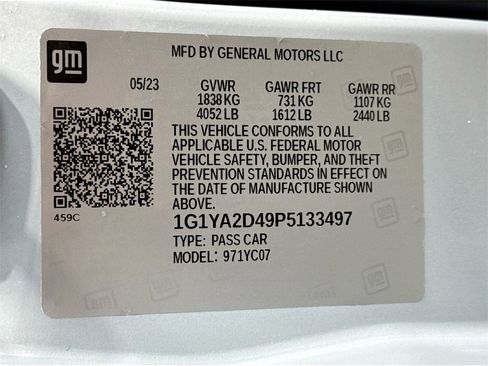 gm
MFD BY GENERAL MOTORS LLC
05/23 GVWR GAWR FRT GAWR RR
1838 KG 731 KG 1107 KG
4052 LB 1612 LB 2440 LB
THIS VEHICLE CONFORMS TO ALL
APPLICABLE U.S. FEDERAL MOTOR
VEHICLE SAFETY, BUMPER, AND THEFT
PREVENTION STANDARDS IN EFFECT ON
THE DATE OF MANUFACTURE SHOWN
ABOVE.
459C
1G1YA2D49P5133497
TYPE: PASS CAR
MODEL: 971YC07